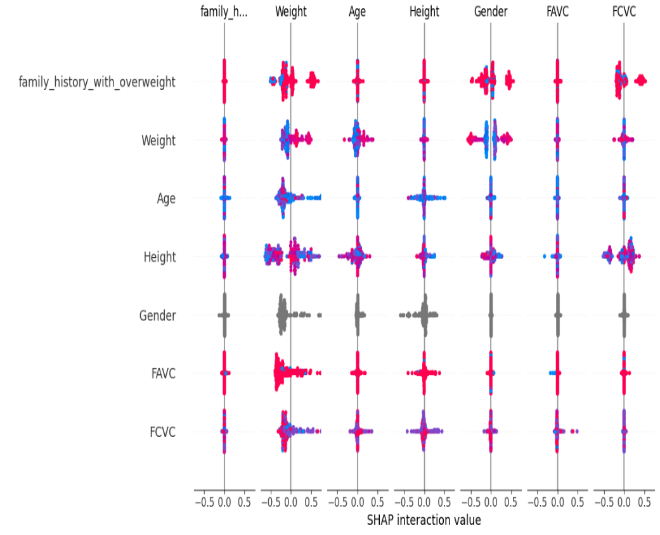 family_h... Weight Age Height Gender FAVC FCVC
family_history_with_overweight
Weight
Age
Height
Gender
FAVC
FCVC
−0.5 0.0 0.5 −0.5 0.0 0.5 −0.5 0.0 0.5 −0.5 0.0 0.5 −0.5 0.0 0.5 −0.5 0.0 0.5 −0.5 0.0 0.5
SHAP interaction value